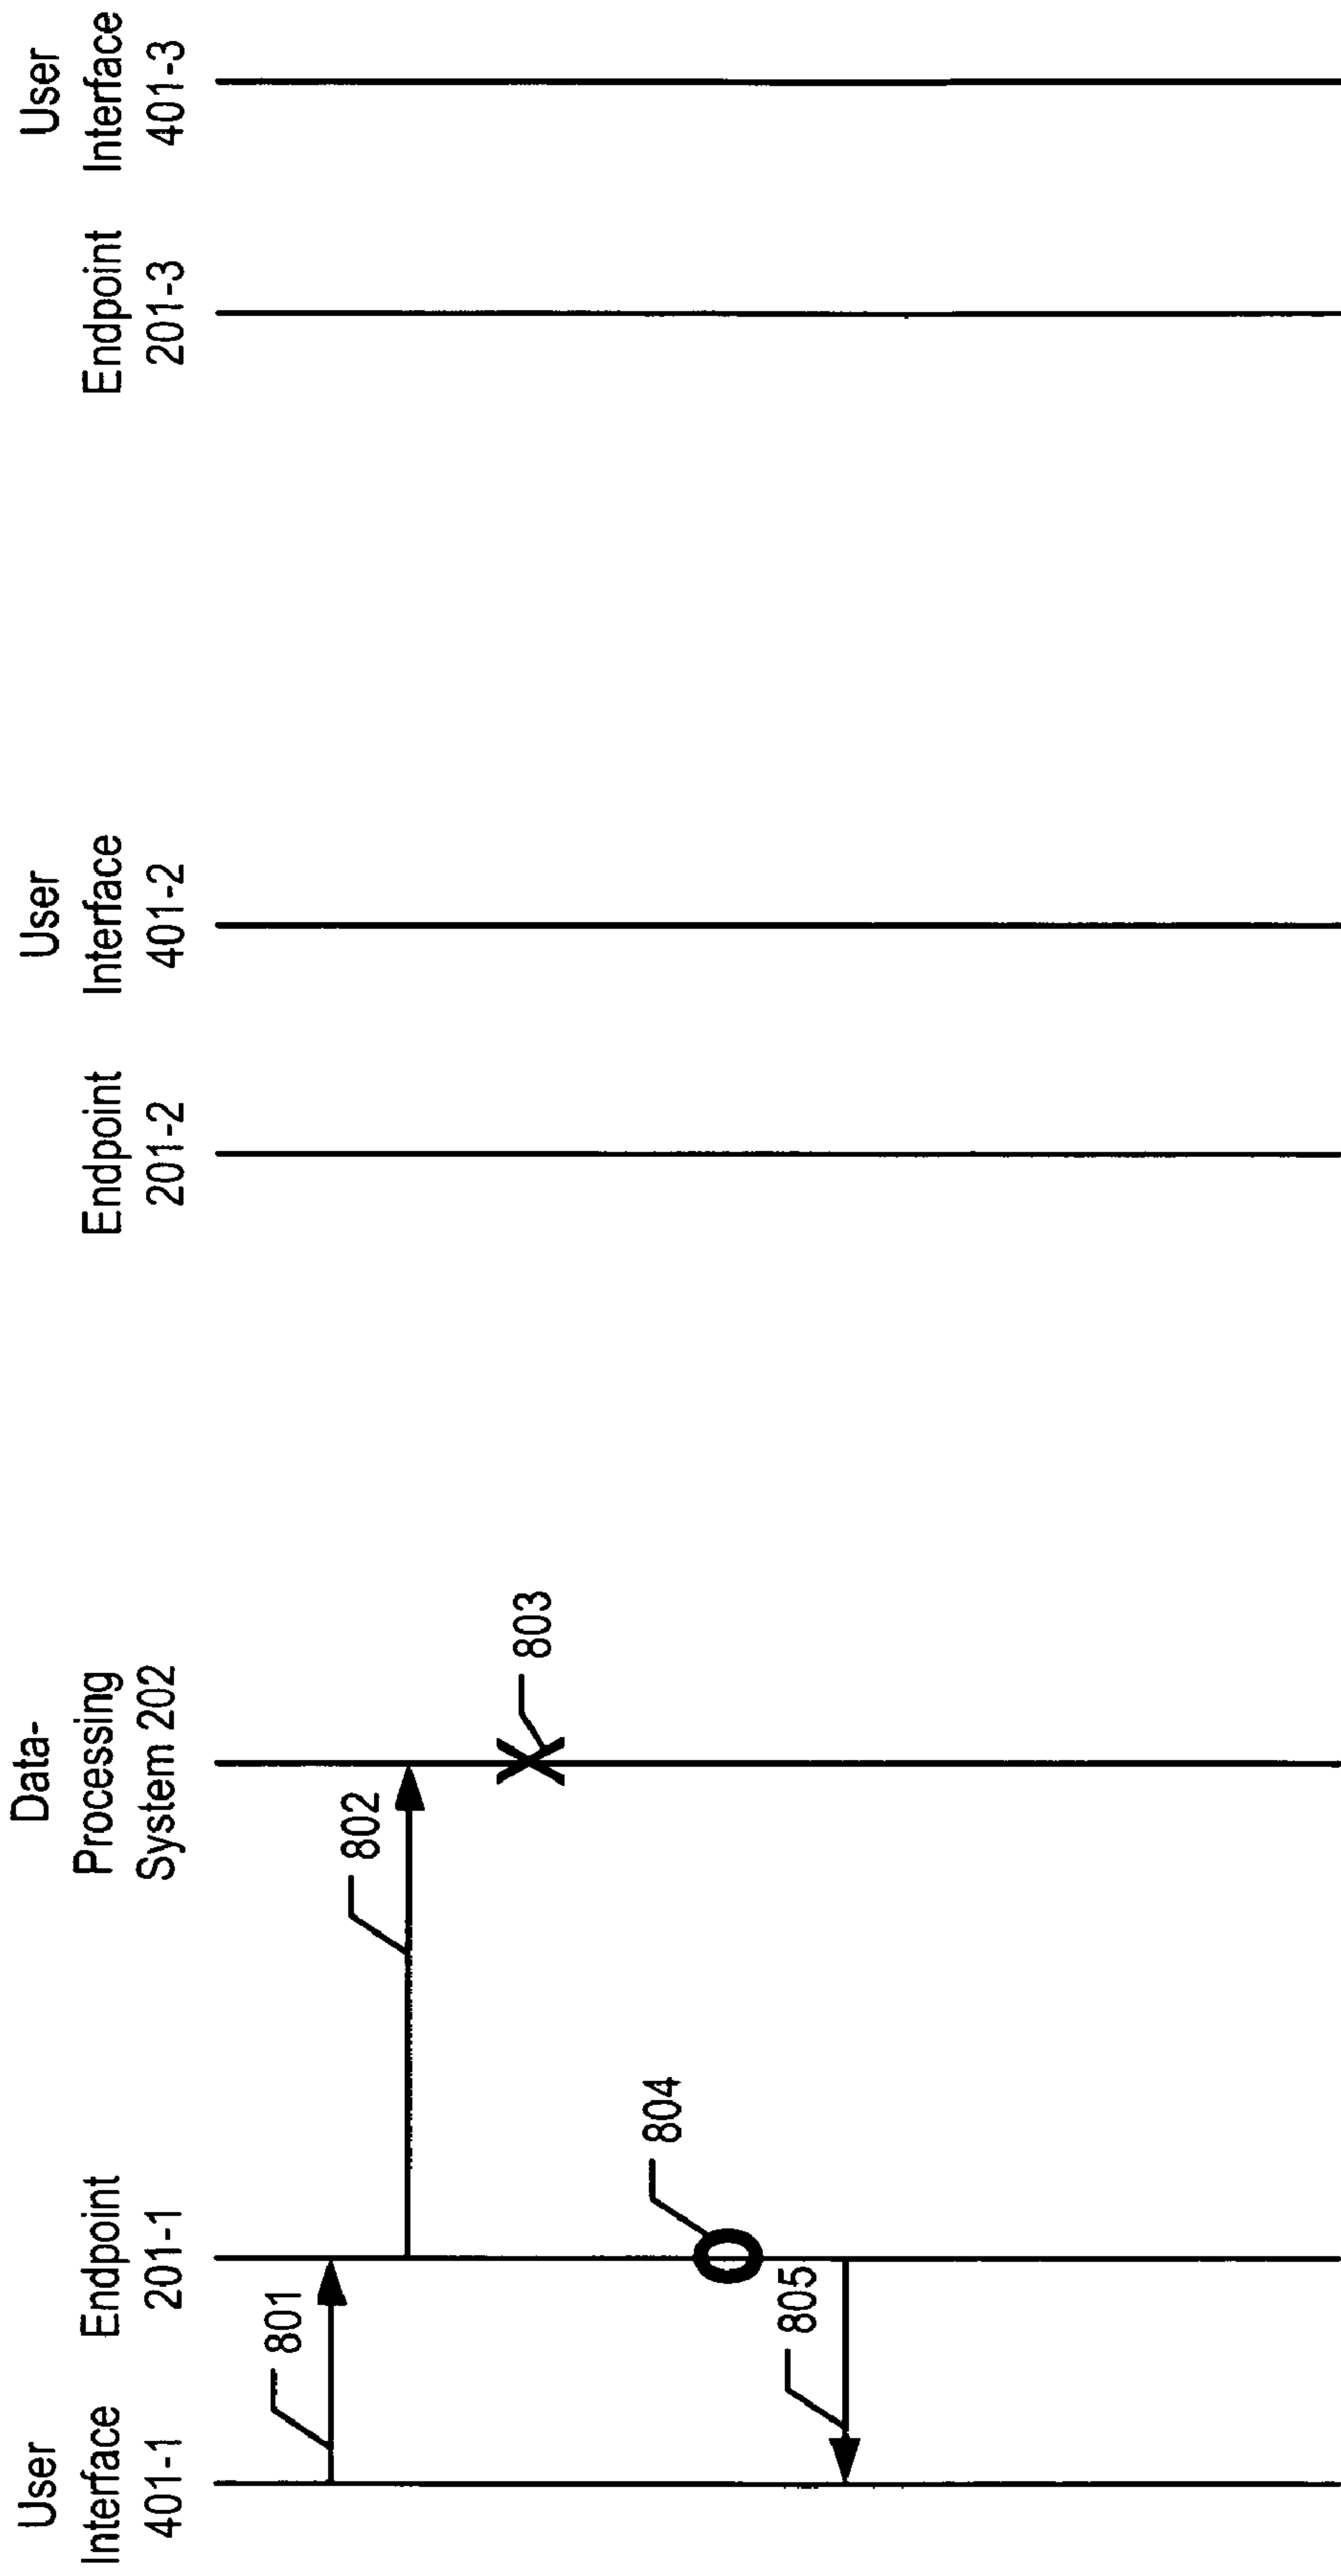 User
Interface
401-1
Endpoint
201-1
Data-
Processing
System 202
Endpoint
201-2
User
Interface
401-2
Endpoint
201-3
User
Interface
401-3
801
802
803
804
805